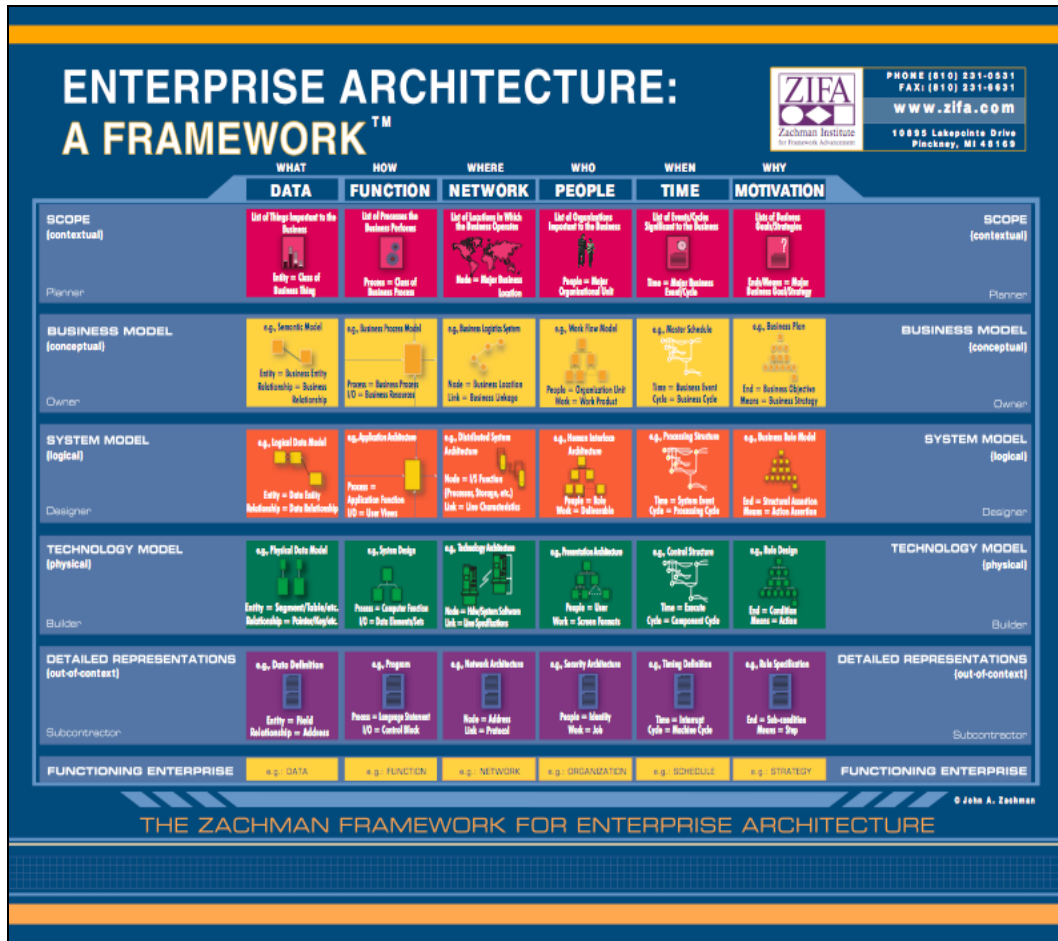 ENTERPRISE ARCHITECTURE:
A FRAMEWORK™
ZIFA
Zachman Institute
for Framework Advancement
PHONE (810) 231-0531
FAX: (810) 231-6631
www.zifa.com
10895 Lakepointe Drive
Pinckney, MI 48169
WHAT HOW WHERE WHO WHEN WHY
DATA FUNCTION NETWORK PEOPLE TIME MOTIVATION
SCOPE
(contextual)
Planner
List of Things Important to the
Business
Entity = Class of
Business Thing
List of Processes the
Business Performs
Process = Class of
Business Process
List of Locations in Which
the Business Operates
Node = Major Business
Location
List of Organizations
Important to the Business
People = Major
Organizational Unit
List of Events/Cycles
Significant to the Business
Time = Major Business
Event/Cycle
Lists of Business
Goals/Strategies
Ends/Means = Major
Business Goal/Strategy
SCOPE
(contextual)
Planner
BUSINESS MODEL
(conceptual)
Owner
e.g., Semantic Model
Entity = Business Entity
Relationship = Business
Relationship
e.g., Business Process Model
Process = Business Process
I/O = Business Resources
e.g., Business Logistics System
Node = Business Location
Link = Business Linkage
e.g., Work Flow Model
People = Organization Unit
Work = Work Product
e.g., Master Schedule
Time = Business Event
Cycle = Business Cycle
e.g., Business Plan
End = Business Objective
Means = Business Strategy
BUSINESS MODEL
(conceptual)
Owner
SYSTEM MODEL
(logical)
Designer
e.g., Logical Data Model
Entity = Data Entity
Relationship = Data Relationship
e.g., Application Architecture
Process =
Application Function
I/O = User Views
e.g., Distributed System
Architecture
Node = I/S Function
(Processor, Storage, etc.)
Link = Line Characteristics
e.g., Human Interface
Architecture
People = Role
Work = Deliverable
e.g., Processing Structure
Time = System Event
Cycle = Processing Cycle
e.g., Business Rule Model
End = Structural Assertion
Means = Action Assertion
SYSTEM MODEL
(logical)
Designer
TECHNOLOGY MODEL
(physical)
Builder
e.g., Physical Data Model
Entity = Segment/Table/etc.
Relationship = Pointer/Key/etc.
e.g., System Design
Process = Computer Function
I/O = Data Elements/Sets
e.g., Technology Architecture
Node = Hdw/System Software
Link = Line Specifications
e.g., Presentation Architecture
People = User
Work = Screen Formats
e.g., Control Structure
Time = Execute
Cycle = Component Cycle
e.g., Rule Design
End = Condition
Means = Action
TECHNOLOGY MODEL
(physical)
Builder
DETAILED REPRESENTATIONS
(out-of-context)
Subcontractor
e.g., Data Definition
Entity = Field
Relationship = Address
e.g., Program
Process = Language Statement
I/O = Control Block
e.g., Network Architecture
Node = Address
Link = Protocol
e.g., Security Architecture
People = Identity
Work = Job
e.g., Timing Definition
Time = Interrupt
Cycle = Machine Cycle
e.g., Rule Specification
End = Sub-condition
Means = Step
DETAILED REPRESENTATIONS
(out-of-context)
Subcontractor
FUNCTIONING ENTERPRISE
e.g.: DATA
e.g.: FUNCTION
e.g.: NETWORK
e.g.: ORGANIZATION
e.g.: SCHEDULE
e.g.: STRATEGY
FUNCTIONING ENTERPRISE
© John A. Zachman
THE ZACHMAN FRAMEWORK FOR ENTERPRISE ARCHITECTURE